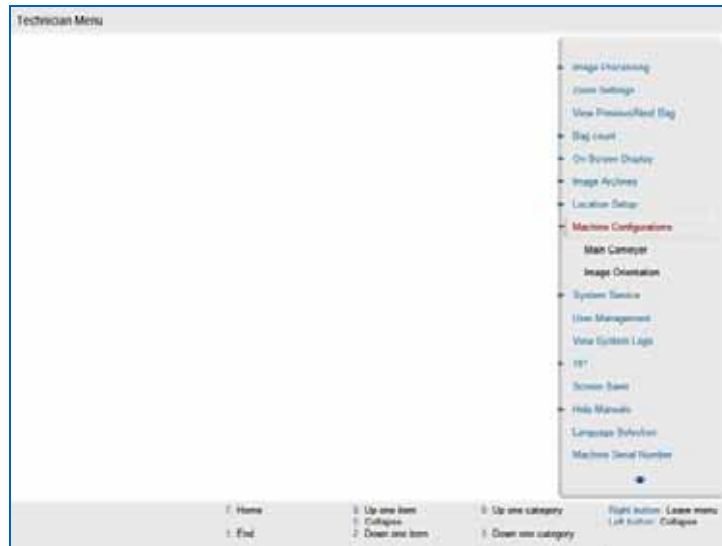 Technician Menu
Image Processing
Zoom Settings
View Previous/Next Bag
Bag count
On Screen Display
Image Archives
Location Setup
Machine Configurations
Main Conveyer
Image Orientation
System Service
User Management
View System Logs
TIP
Screen Saver
Help Manuals
Language Selection
Machine Serial Number
7 Home 8 Up one item 9 Up one category Right button Leave menu
5 Collapse Left button Collapse
1 End 2 Down one item 3 Down one category